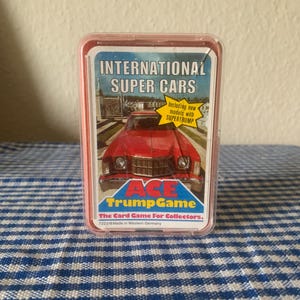 INTERNATIONAL
SUPER CARS
Including new
models with
SUPERTRUMP
ACE
TrumpGame
The Card Game For Collectors.
Made in Western Germany